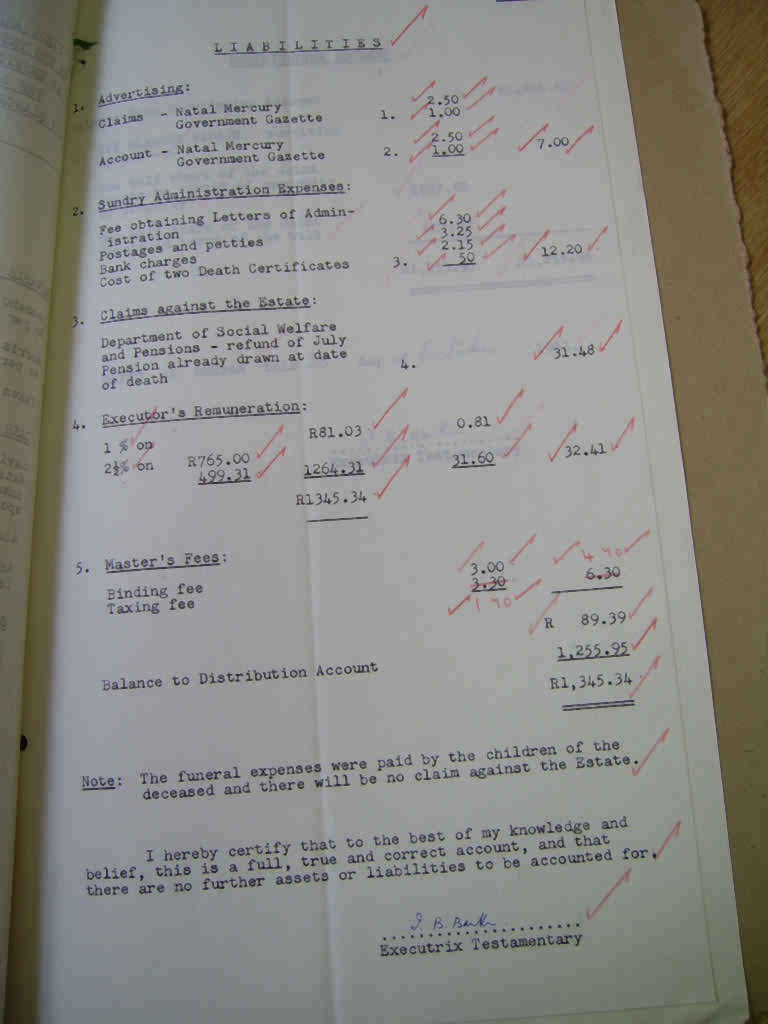 LIABILITIES
1. Advertising:
Claims - Natal Mercury 2.50
Government Gazette 1. 1.00
Account - Natal Mercury 2.50
Government Gazette 2. 1.00 7.00
2. Sundry Administration Expenses:
Fee obtaining Letters of Admin-
istration 6.30
Postages and petties 3.25
Bank charges 2.15
Cost of two Death Certificates 3. 50 12.20
3. Claims against the Estate:
Department of Social Welfare
and Pensions - refund of July
Pension already drawn at date 4. 31.48
of death
4. Executor's Remuneration:
1 % on R81.03 0.81
2½% on R765.00
499.31 1264.31 31.60 32.41
R1345.34
5. Master's Fees:
4 70
Binding fee 3.00
Taxing fee 3.30 6.30
1 70
R 89.39
Balance to Distribution Account 1,255.95
R1,345.34
Note: The funeral expenses were paid by the children of the
deceased and there will be no claim against the Estate.
I hereby certify that to the best of my knowledge and
belief, this is a full, true and correct account, and that
there are no further assets or liabilities to be accounted for.
Executrix Testamentary